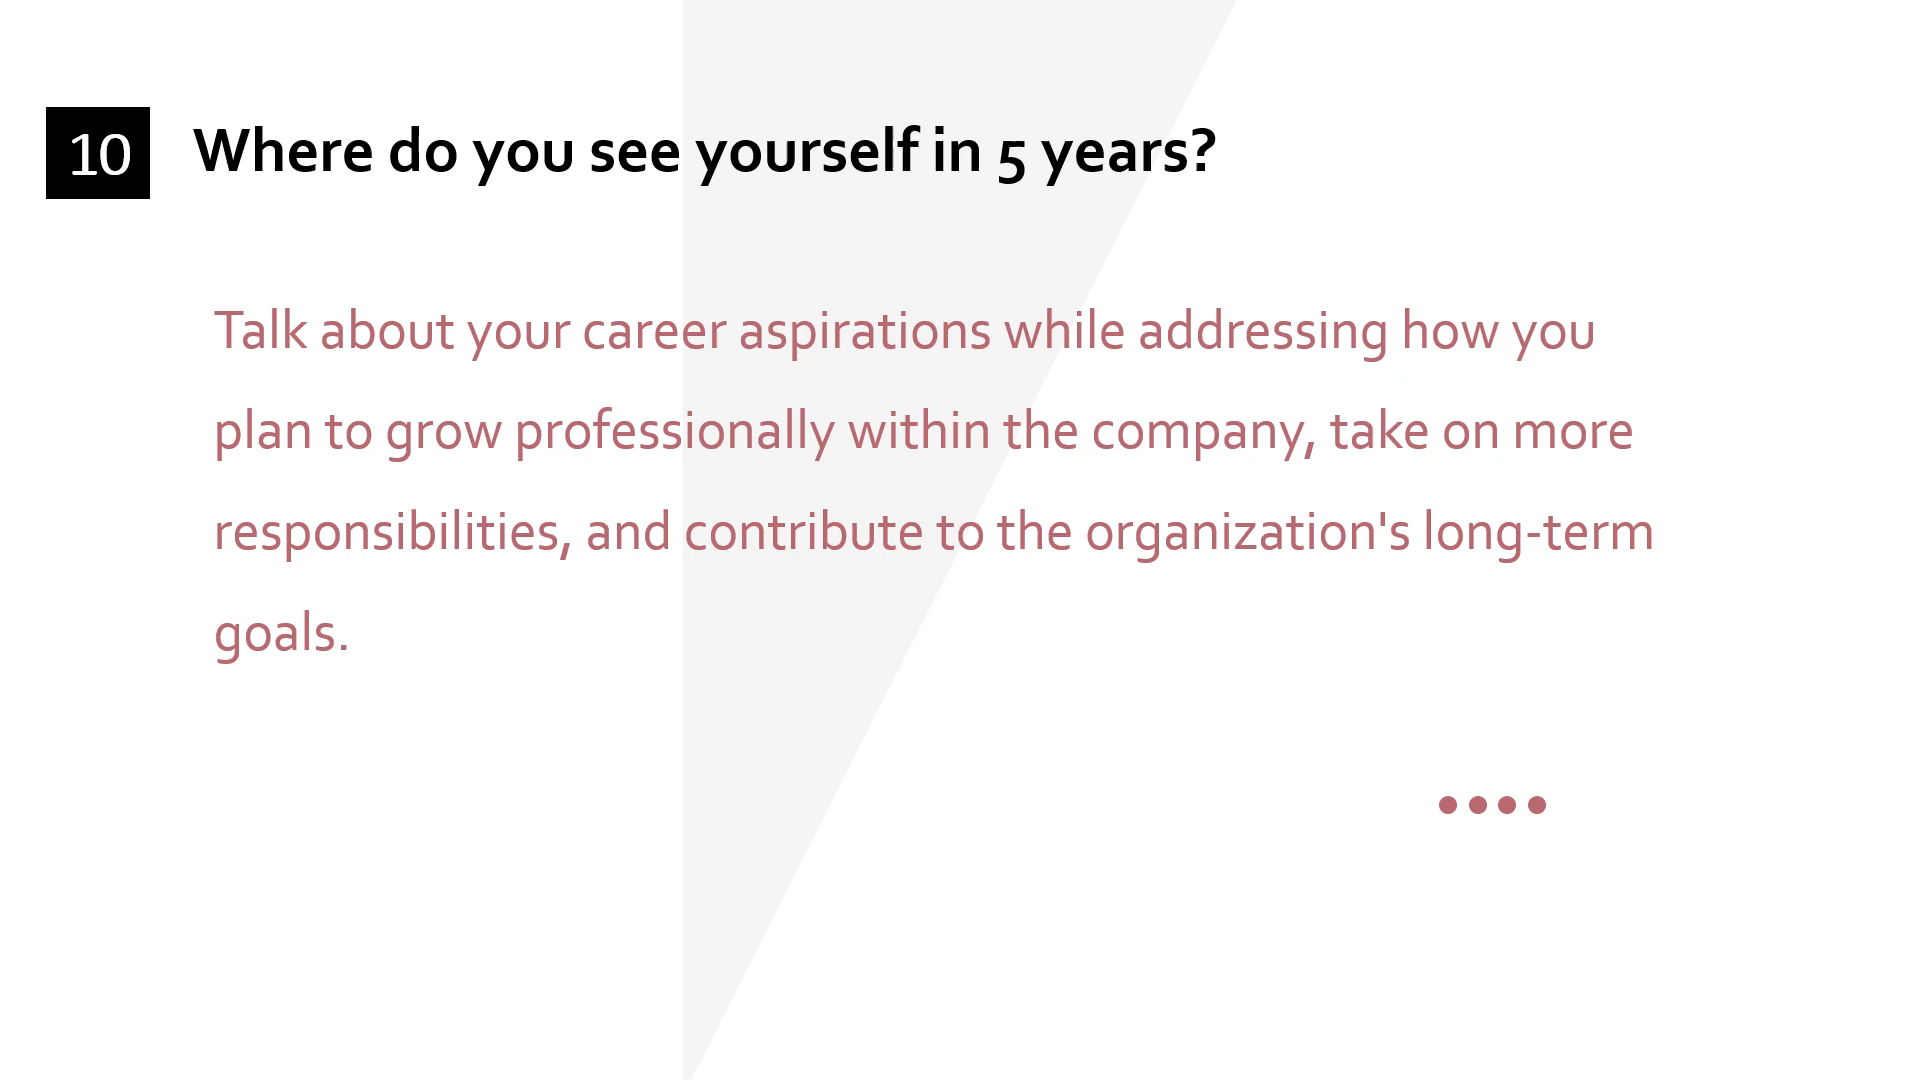 10 Where do you see yourself in 5 years?
Talk about your career aspirations while addressing how you
plan to grow professionally within the company, take on more
responsibilities, and contribute to the organization's long-term
goals.